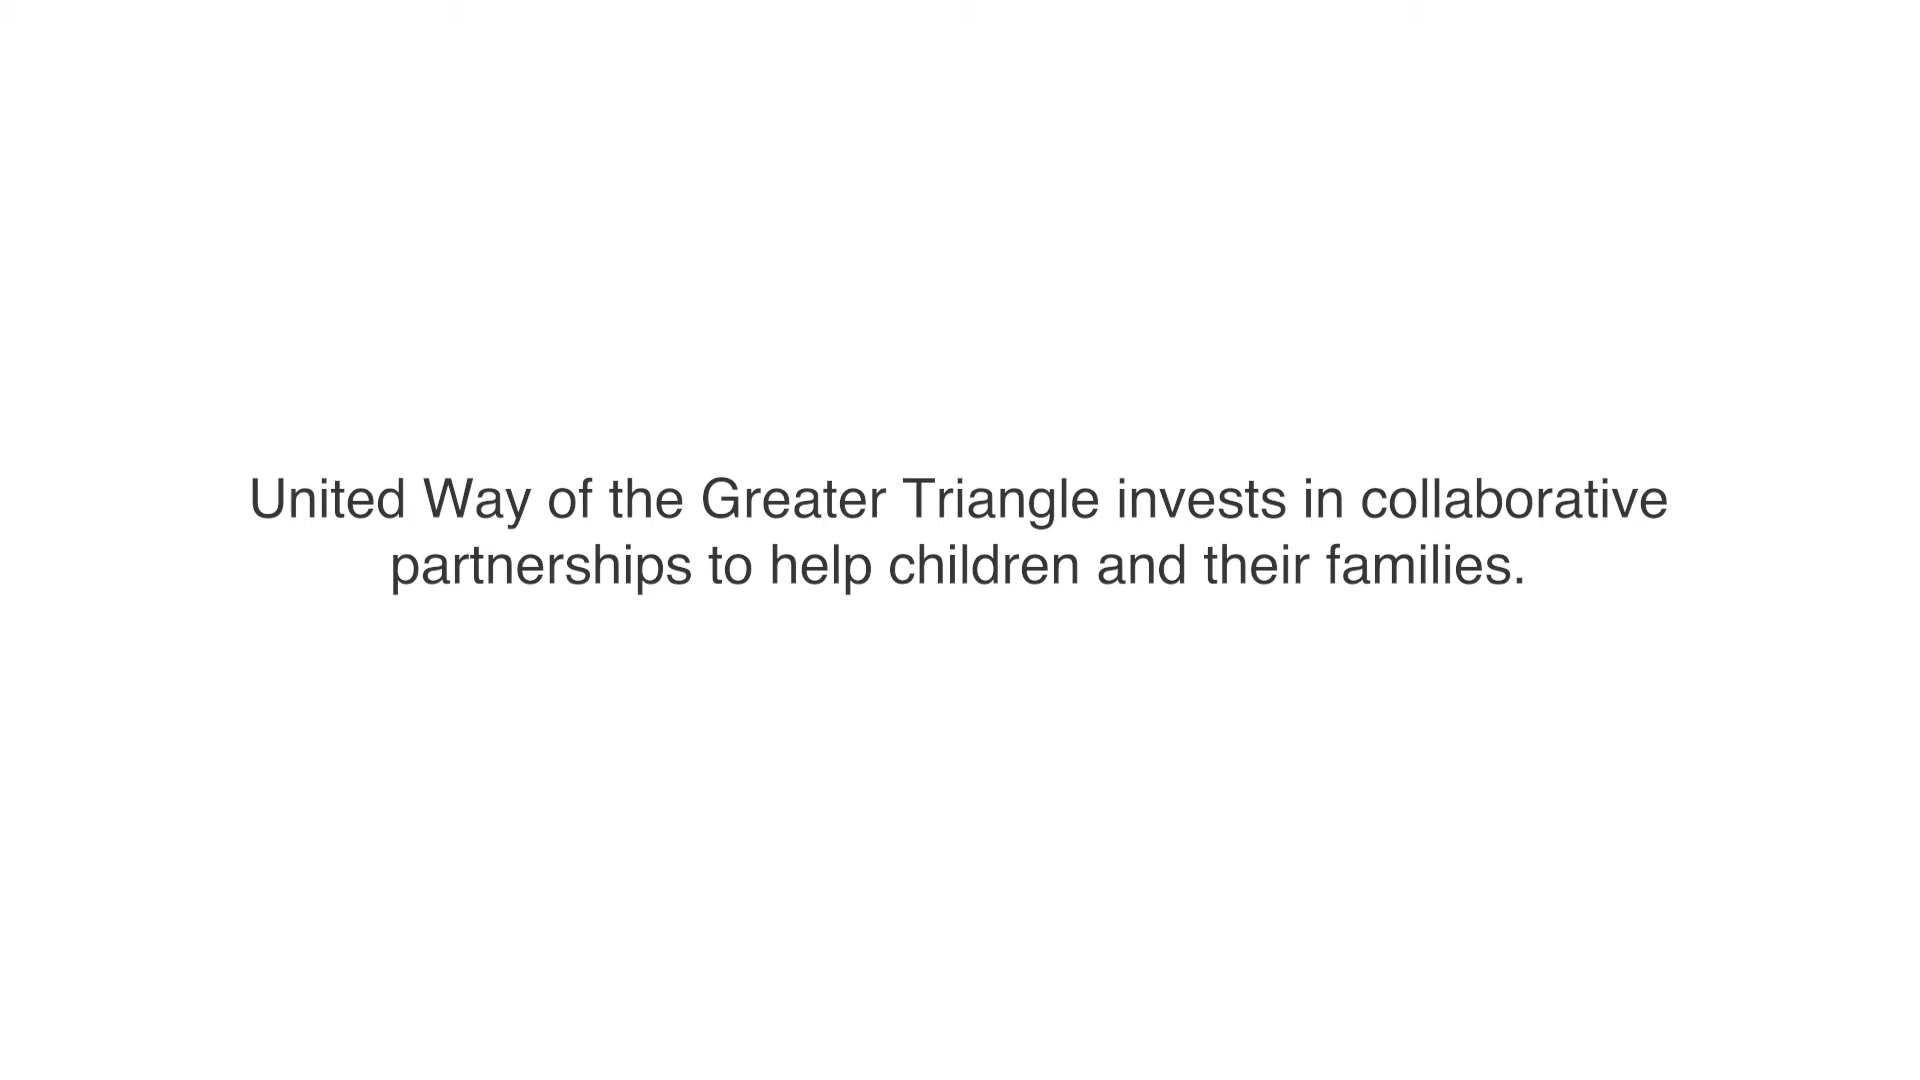 United Way of the Greater Triangle invests in collaborative
partnerships to help children and their families.